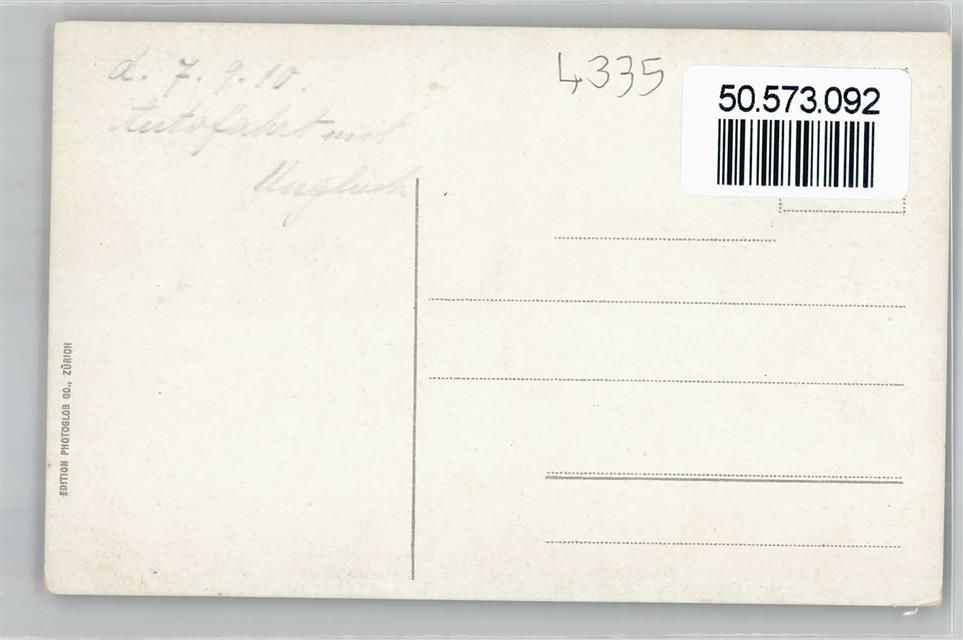 d. 7. 9. 10.
Autofahrt mit
Unglück
4335
50.573.092
EDITION PHOTOGLOB CO., ZÜRICH